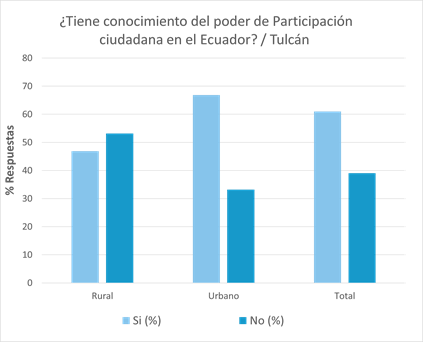 ¿Tiene conocimiento del poder de Participación
ciudadana en el Ecuador? / Tulcán
% Respuestas
80
70
60
50
40
30
20
10
0
Rural Urbano Total
Si (%) No (%)